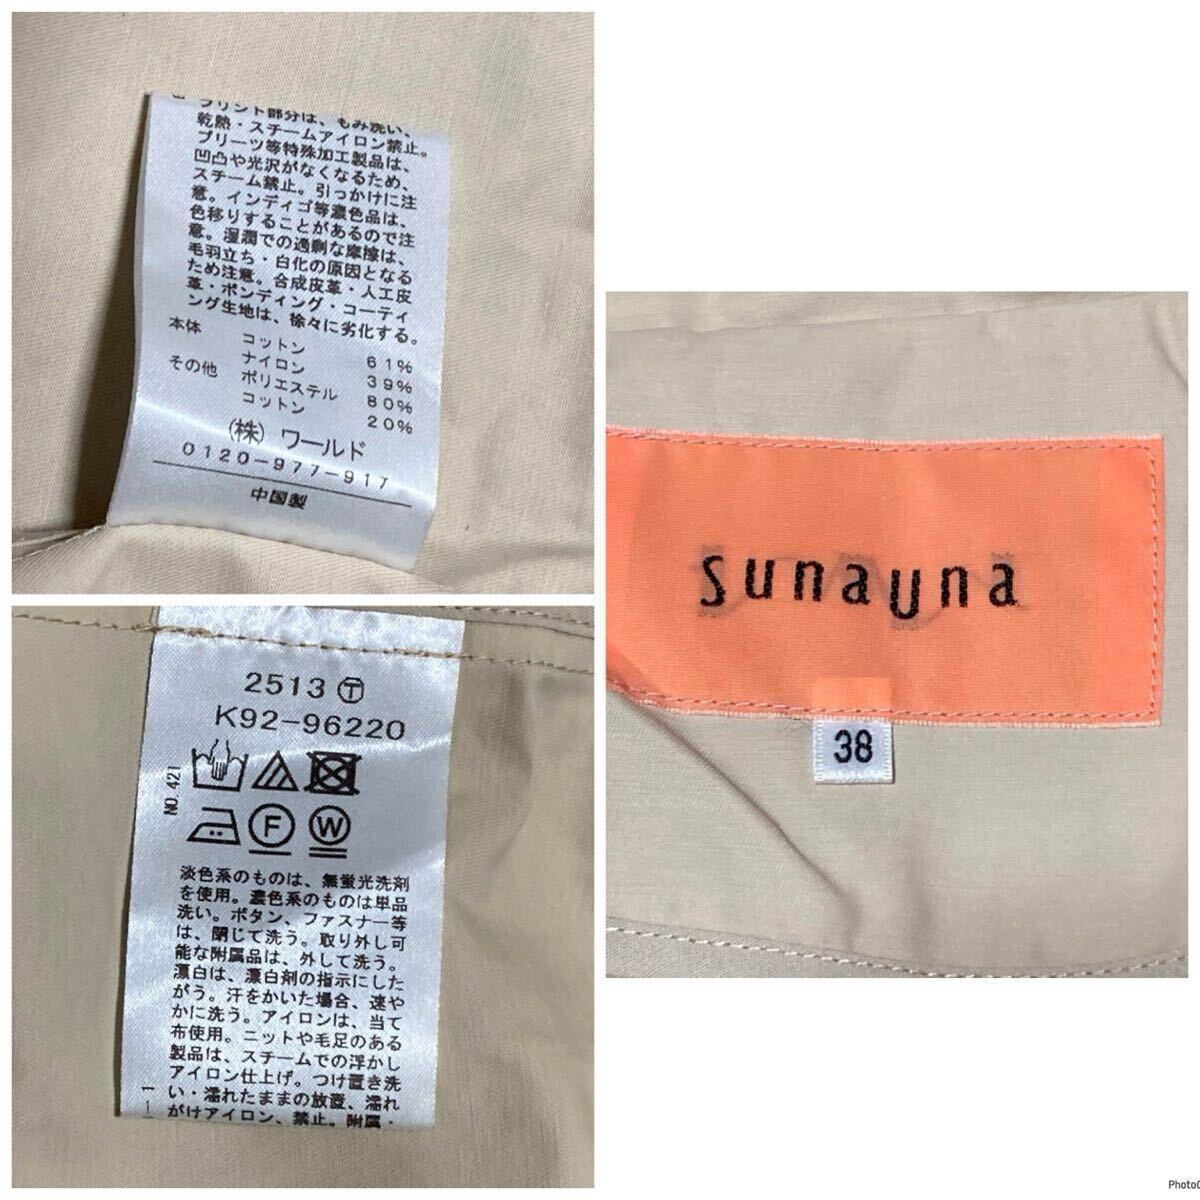 プリント部分は、もみ洗い、
乾熱・スチームアイロン禁止。
プリーツ等特殊加工製品は、
凹凸や光沢がなくなるため、
スチーム禁止。引っかけに注
意。インディゴ等濃色品は、
色移りすることがあるので注
意。湿潤での過剰な摩擦は、
毛羽立ち・白化の原因となる
ため注意。合成皮革・人工皮
革・ボンディング・コーティ
ング生地は、徐々に劣化する。
本体 コットン 61%
ナイロン 39%
その他 ポリエステル 80%
コットン 20%
(株) ワールド
0120-977-917
中国製
2513 Ⓣ
K92-96220
NO.421
F W
淡色系のものは、無蛍光洗剤
を使用。濃色系のものは単品
洗い。ボタン、ファスナー等
は、閉じて洗う。取り外し可
能な附属品は、外して洗う。
漂白は、漂白剤の指示にした
がう。汗をかいた場合、速や
かに洗う。アイロンは、当て
布使用。ニットや毛足のある
製品は、スチームでの浮かし
アイロン仕上げ。つけ置き洗
い・濡れたままの放置、濡れ
がけアイロン、禁止。附属・
sunauna
38